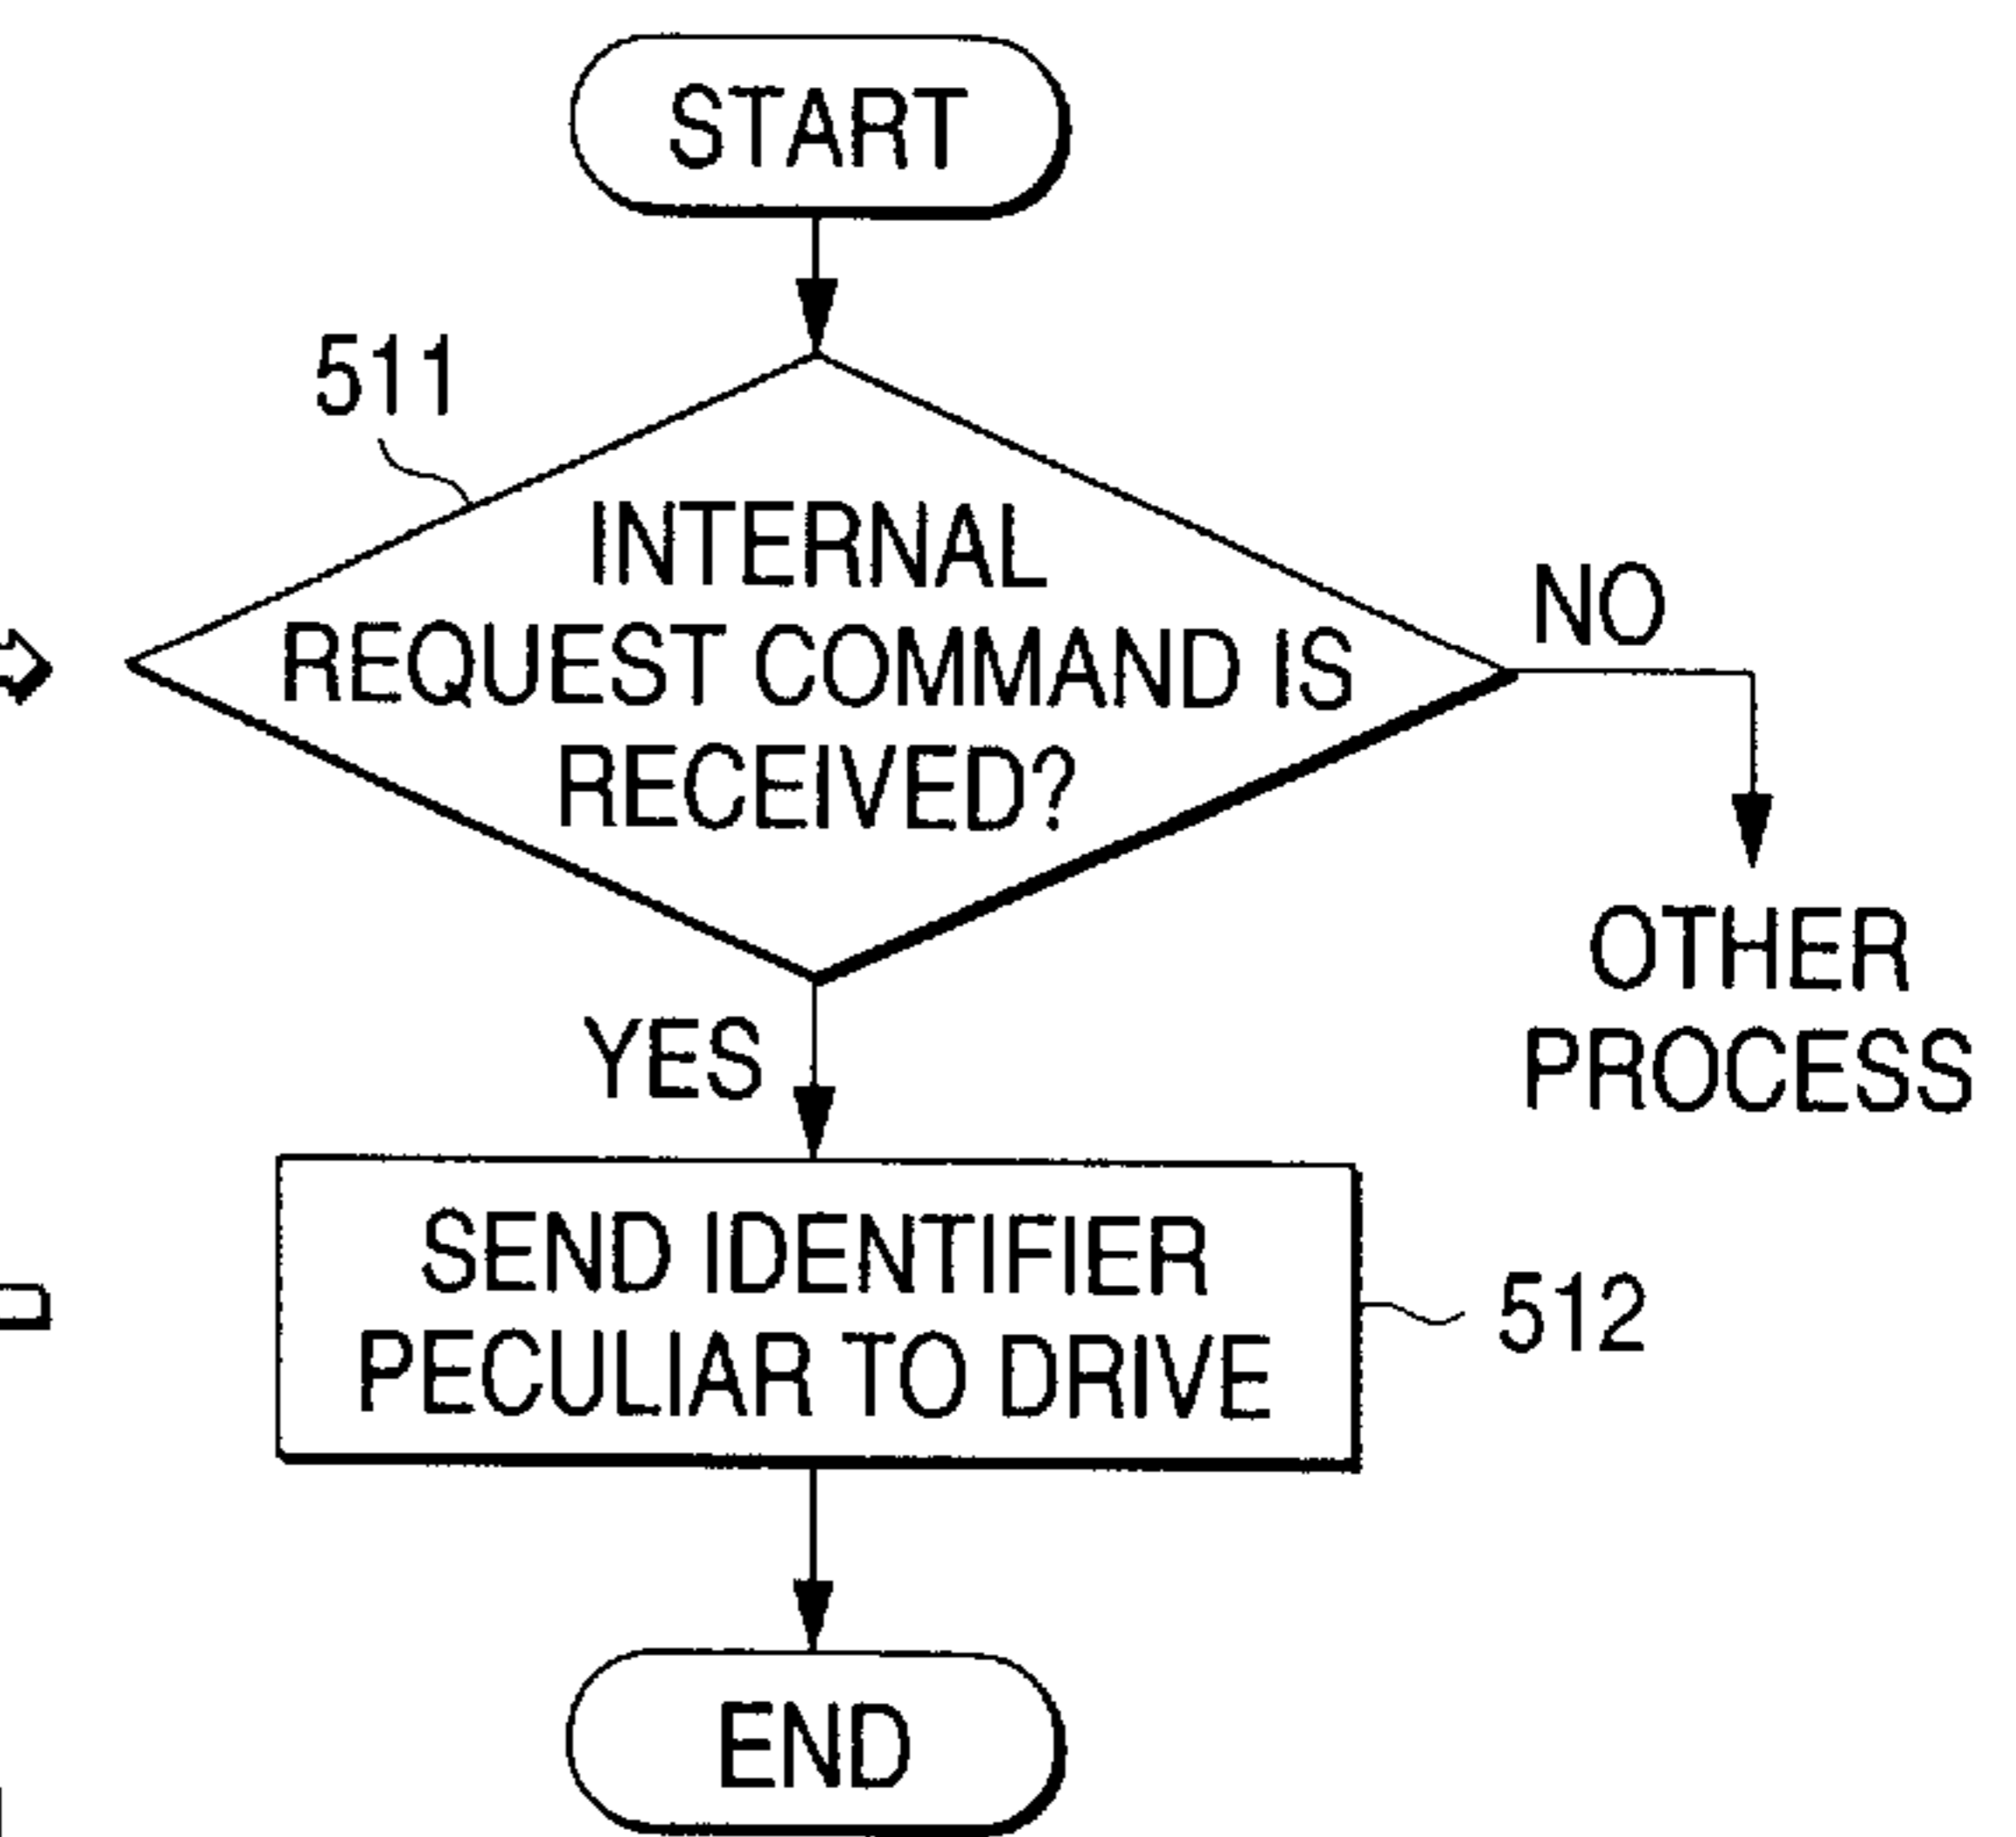 START
511
INTERNAL
REQUEST COMMAND IS
RECEIVED?
NO
OTHER
PROCESS
YES
SEND IDENTIFIER
PECULIAR TO DRIVE
512
END